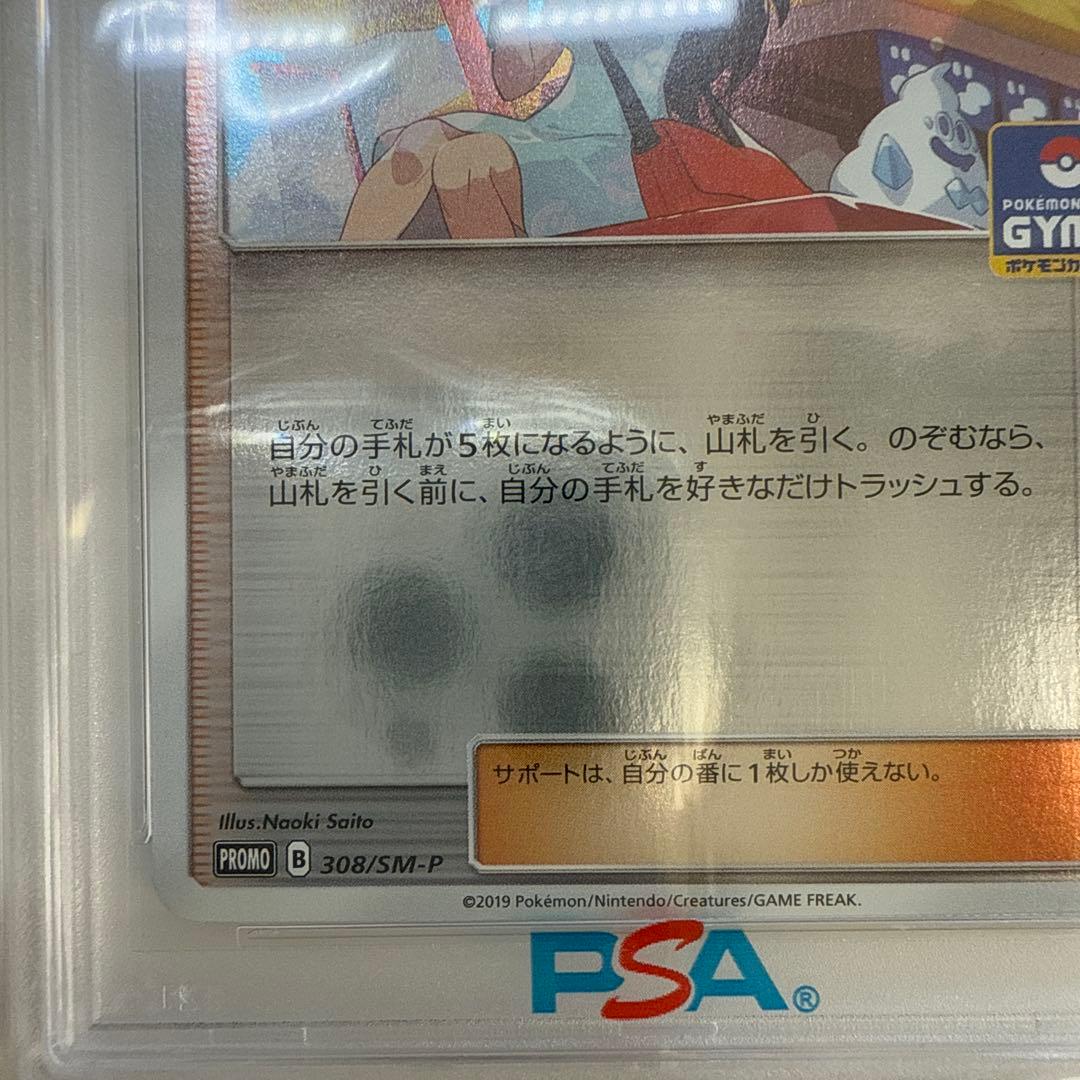 POKÉMON
GYM
ポケモンカ
自分の手札が5枚になるように、山札を引く。のぞむなら、
山札を引く前に、自分の手札を好きなだけトラッシュする。
サポートは、自分の番に1枚しか使えない。
Illus.Naoki Saito
PROMO B 308/SM-P
©2019 Pokémon/Nintendo/Creatures/GAME FREAK.
PSA®